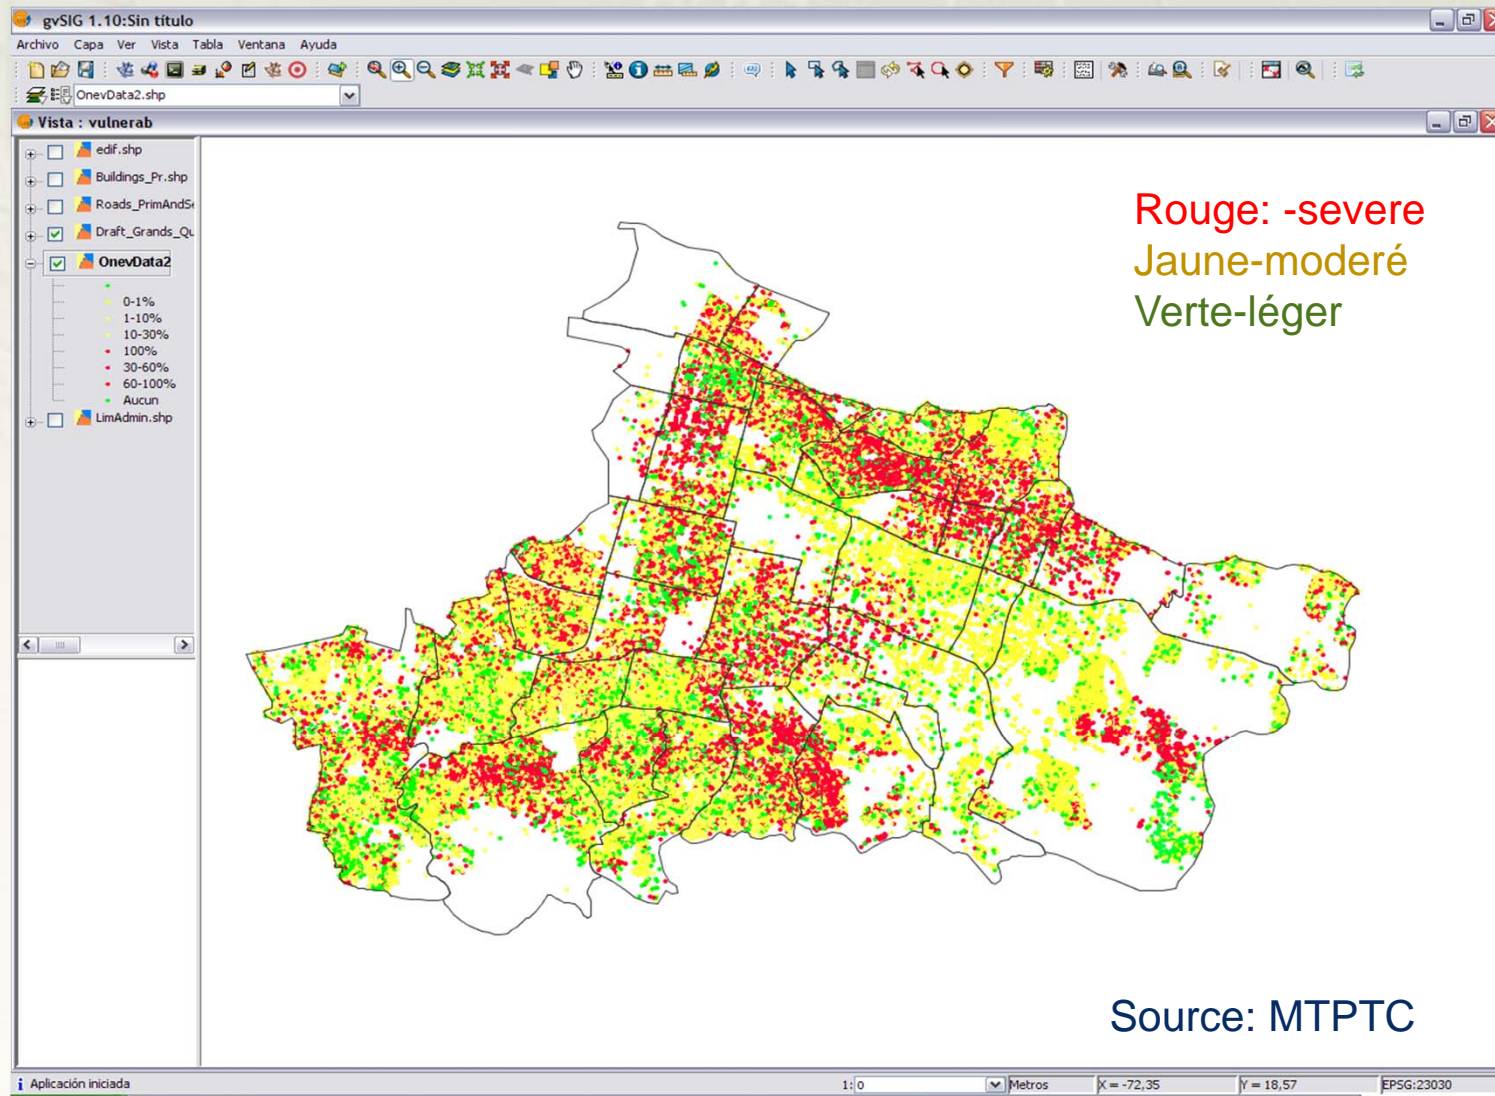 gvSIG 1.10:Sin título
Archivo Capa Ver Vista Tabla Ventana Ayuda
OnevData2.shp
Vista : vulnerab
edif.shp
Buildings_Pr.shp
Roads_PrimAndSe
Draft_Grands_Qu
OnevData2
0-1%
1-10%
10-30%
100%
30-60%
60-100%
Aucun
LimAdmin.shp
Rouge: -severe
Jaune-moderé
Verte-léger
Source: MTPTC
Aplicación iniciada
1: 0
Metros
X = -72,35
Y = 18,57
EPSG:23030